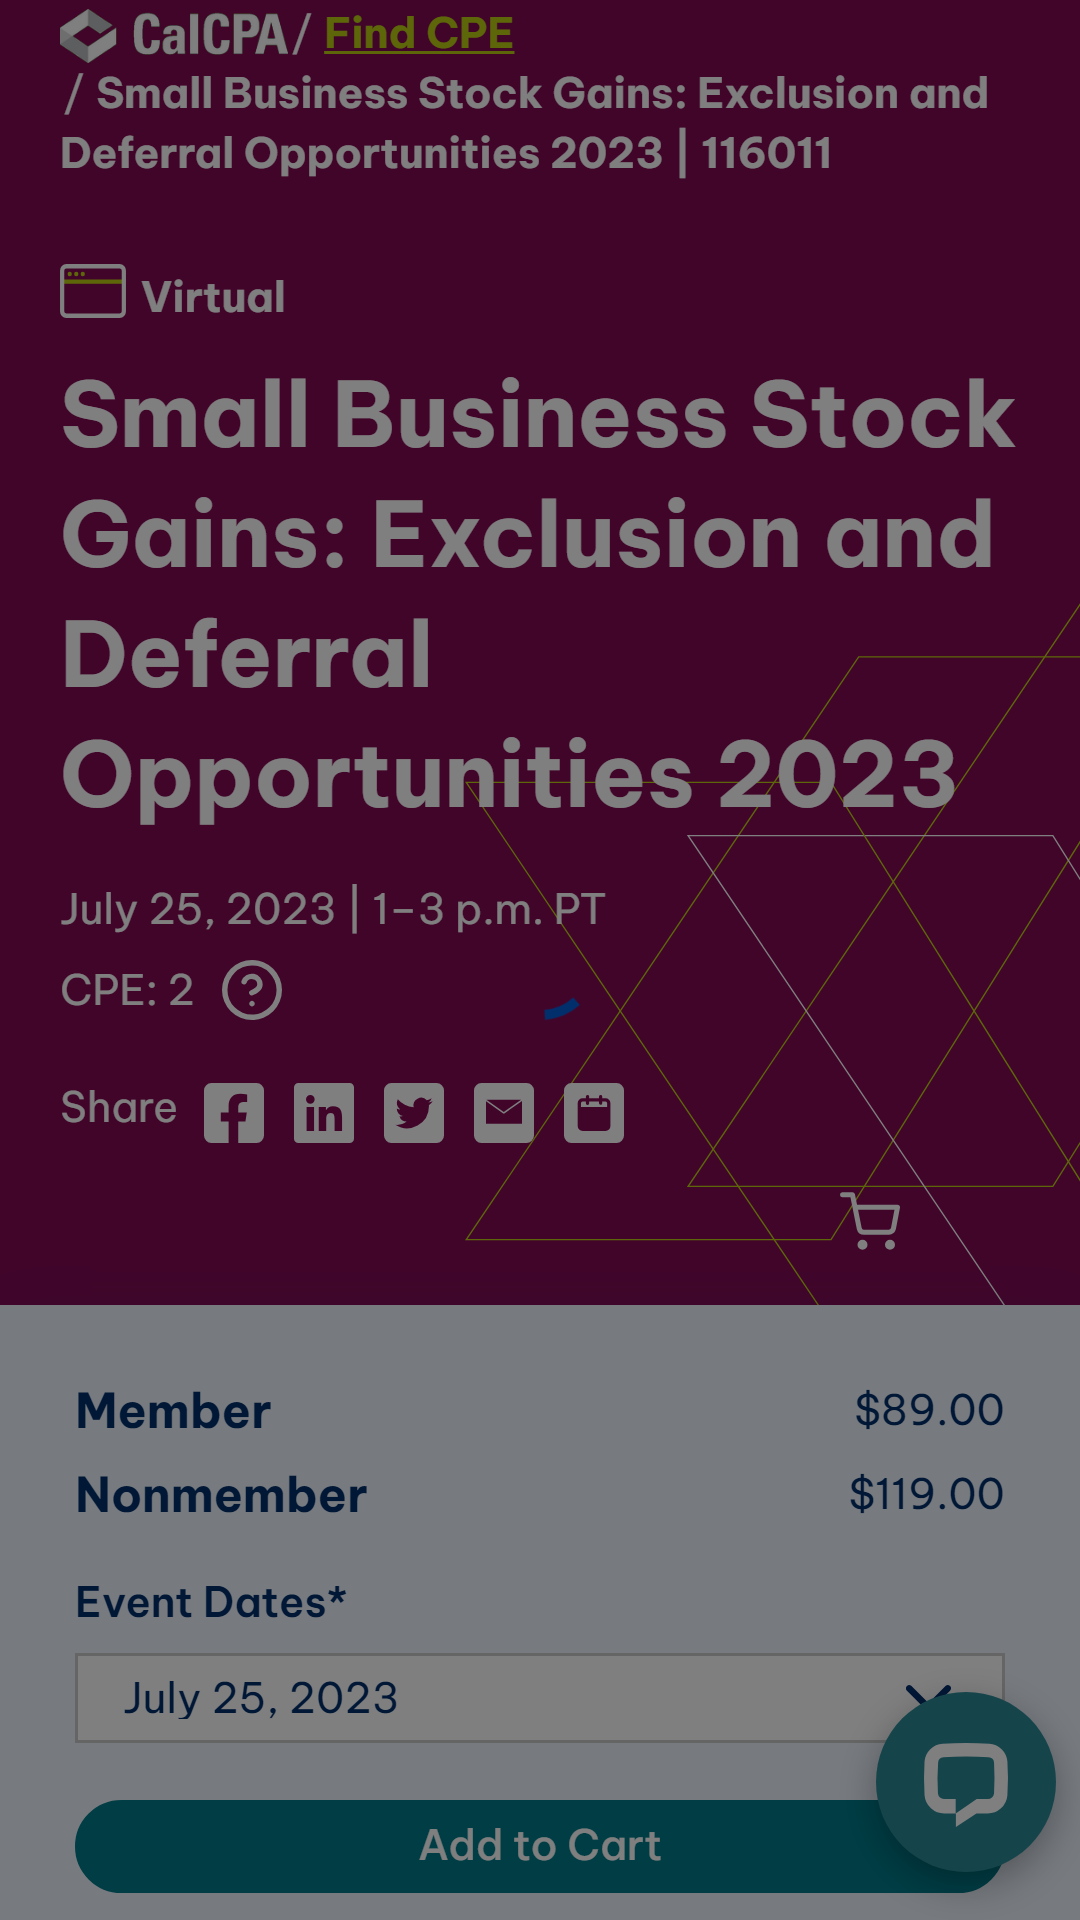 CalCPA / Find CPE
/ Small Business Stock Gains: Exclusion and
Deferral Opportunities 2023 | 116011
Virtual
Small Business Stock
Gains: Exclusion and
Deferral
Opportunities 2023
July 25, 2023 | 1–3 p.m. PT
CPE: 2 ?
Share f in
Member $89.00
Nonmember $119.00
Event Dates*
July 25, 2023
Add to Cart